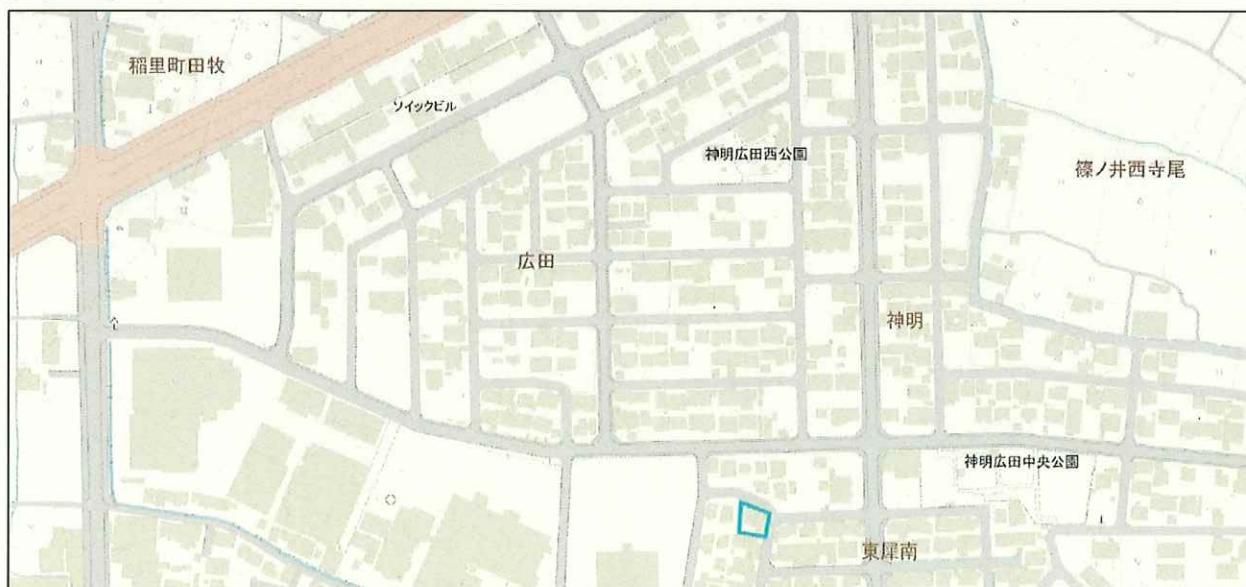 稲里町田牧
ソイックビル
神明広田西公園
篠ノ井西寺尾
広田
神明
神明広田中央公園
東犀南